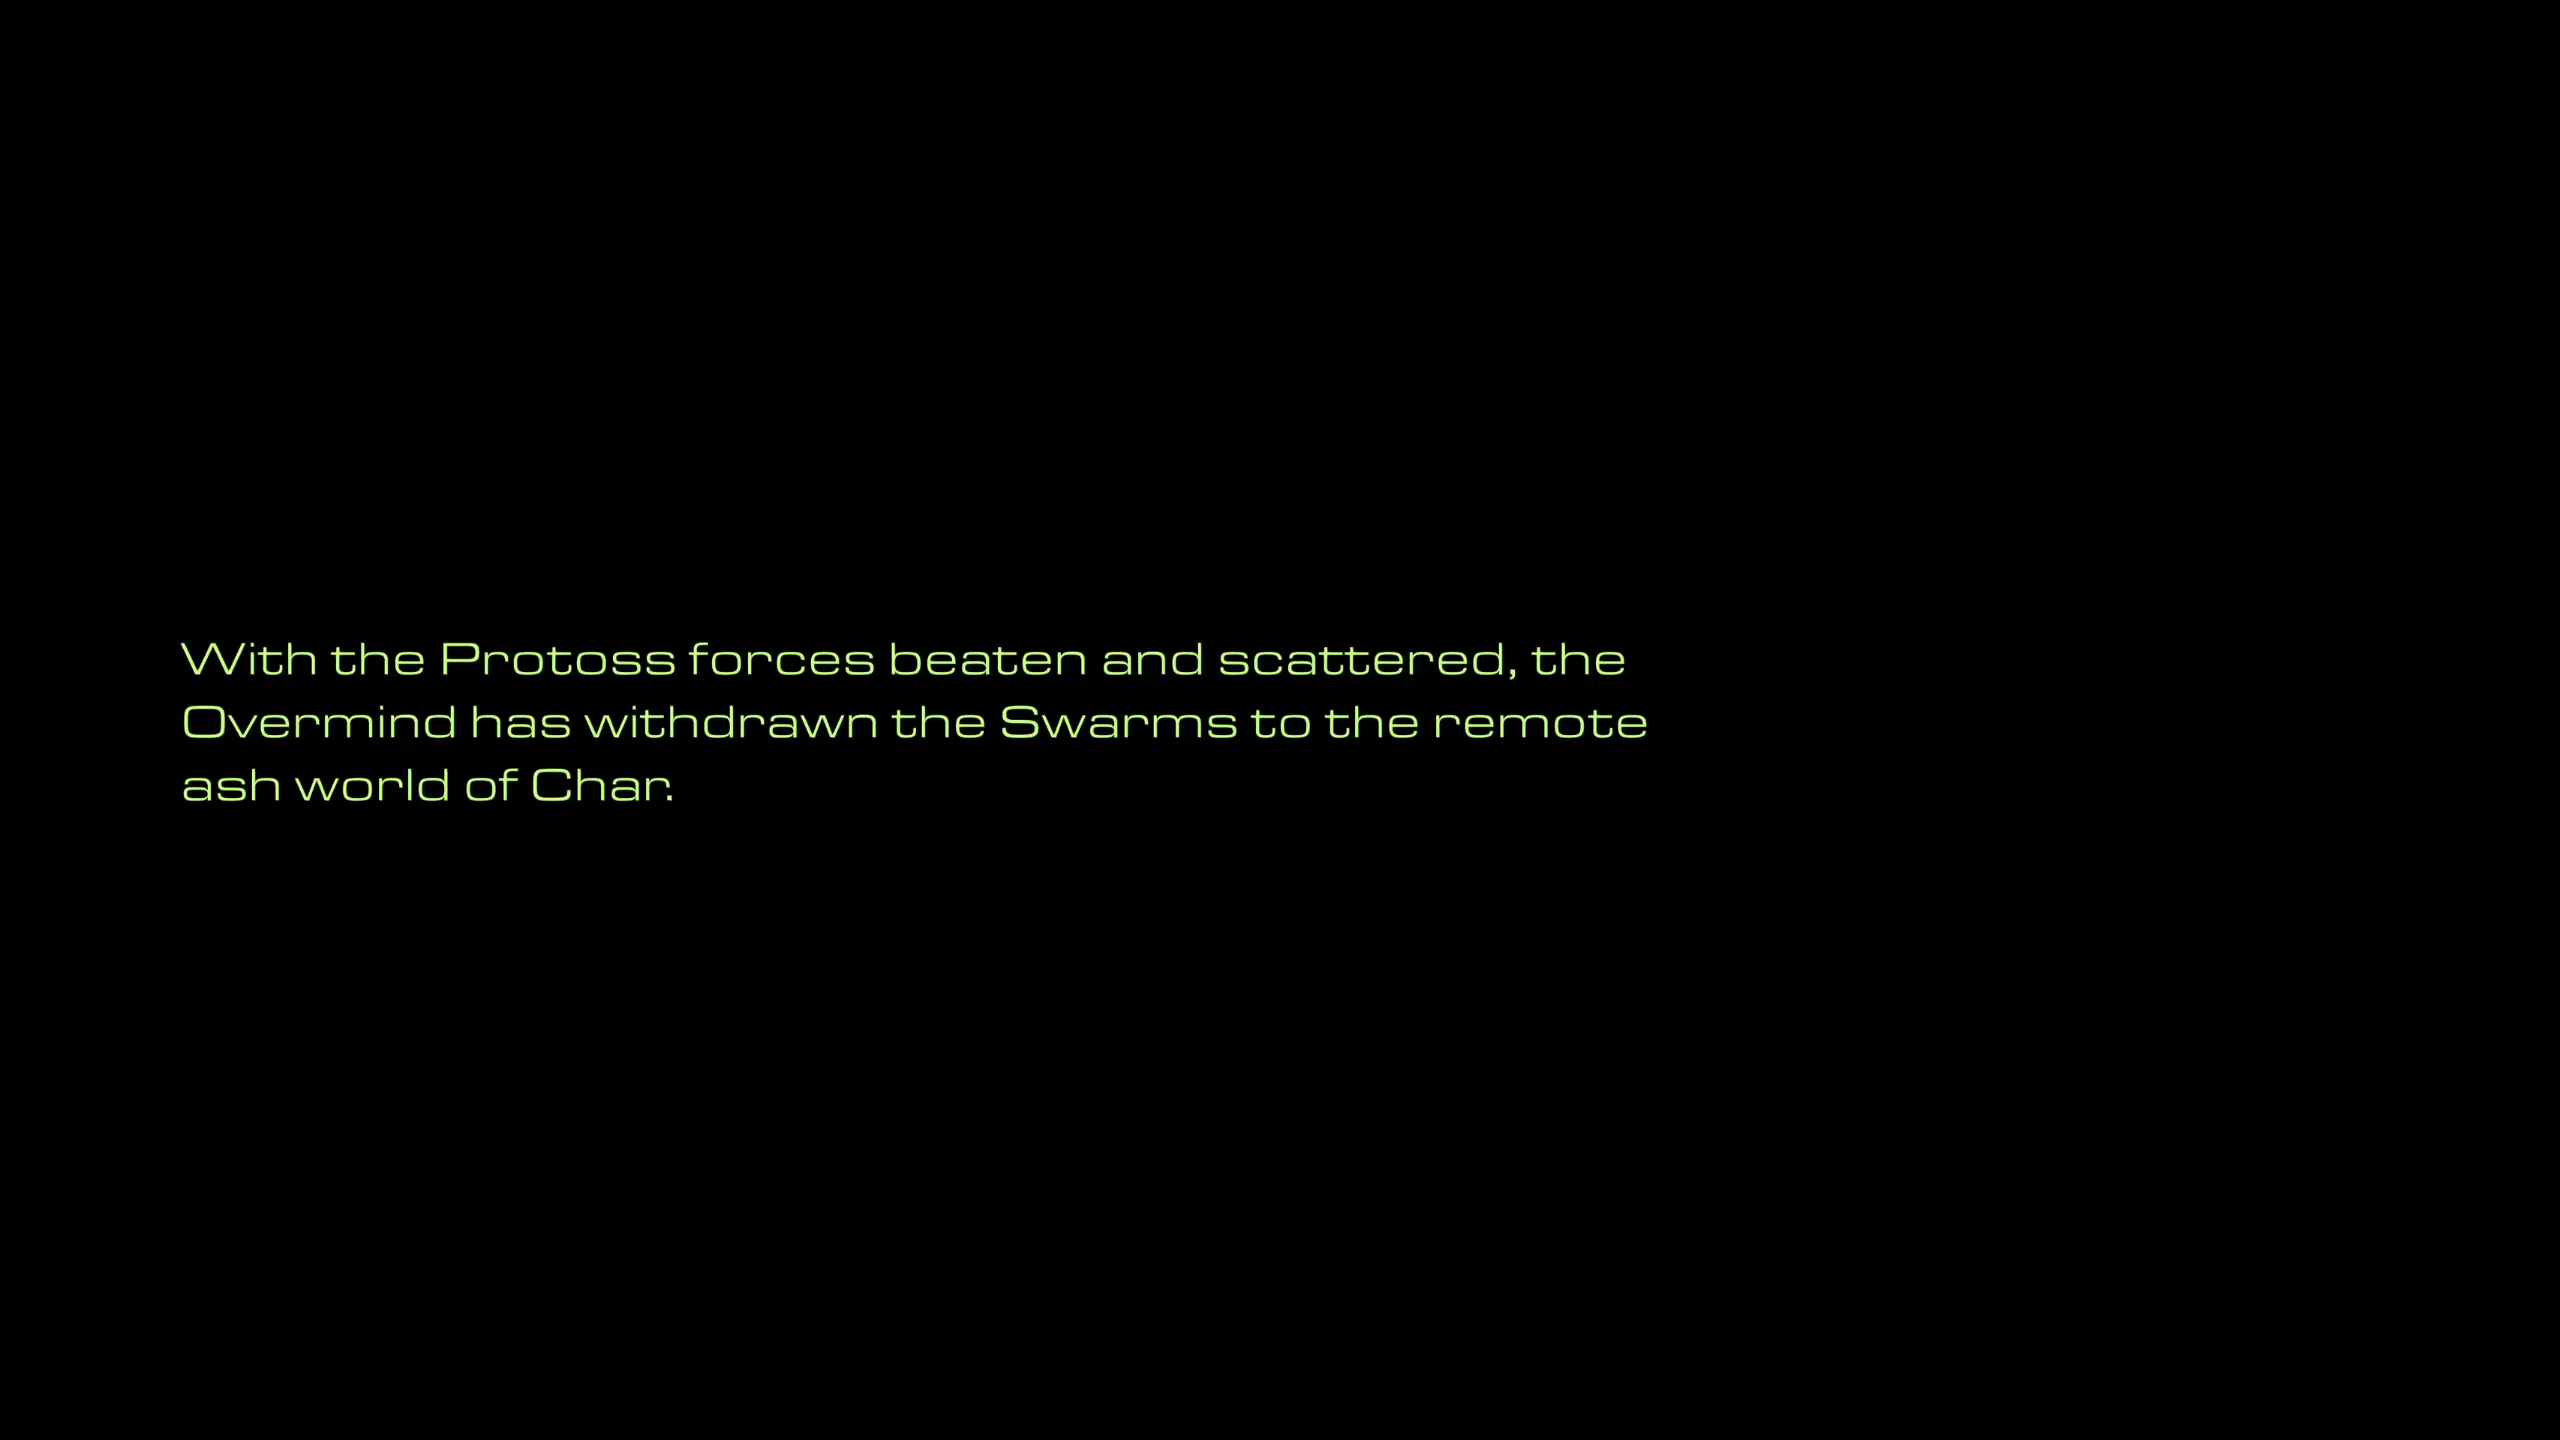 With the Protoss forces beaten and scattered, the
Overmind has withdrawn the Swarms to the remote
ash world of Char.